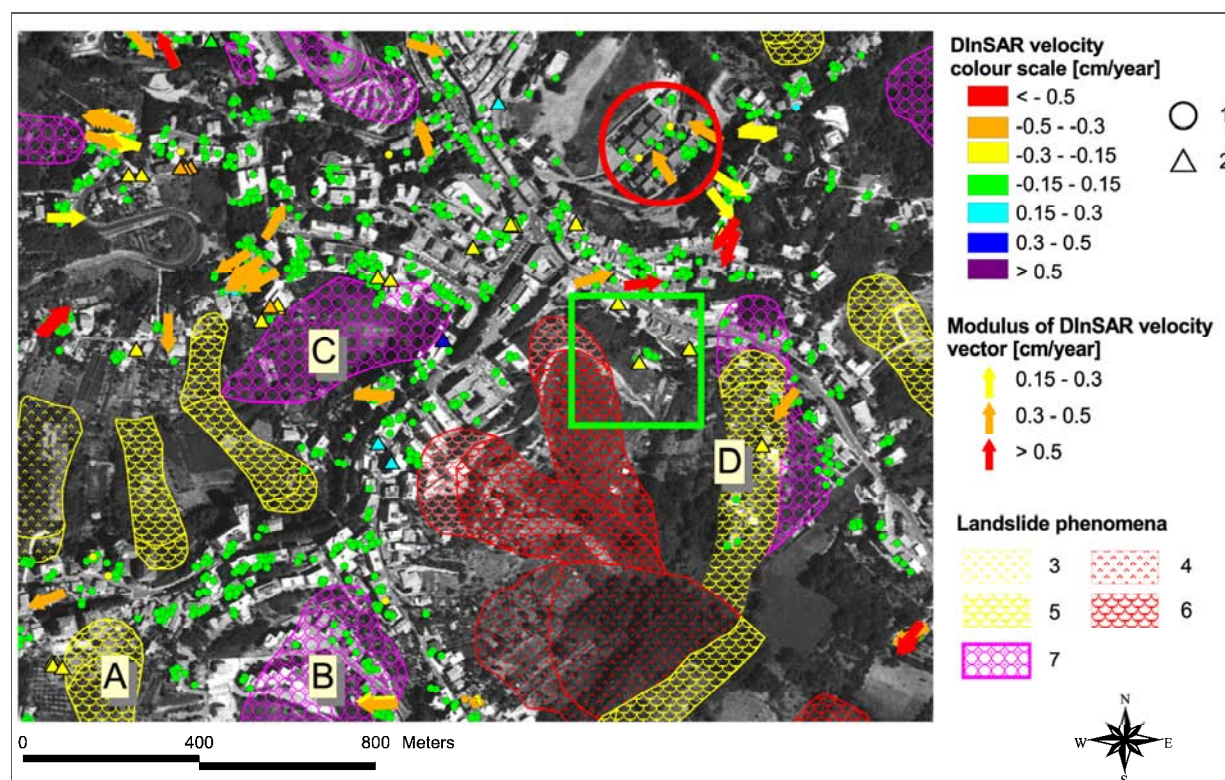 DInSAR velocity
colour scale [cm/year]
< - 0.5
-0.5 - -0.3
-0.3 - -0.15
-0.15 - 0.15
0.15 - 0.3
0.3 - 0.5
> 0.5
1
2
Modulus of DInSAR velocity
vector [cm/year]
0.15 - 0.3
0.3 - 0.5
> 0.5
Landslide phenomena
3
4
5
6
7
C
D
A
B
0
400
800 Meters
N
W
E
S